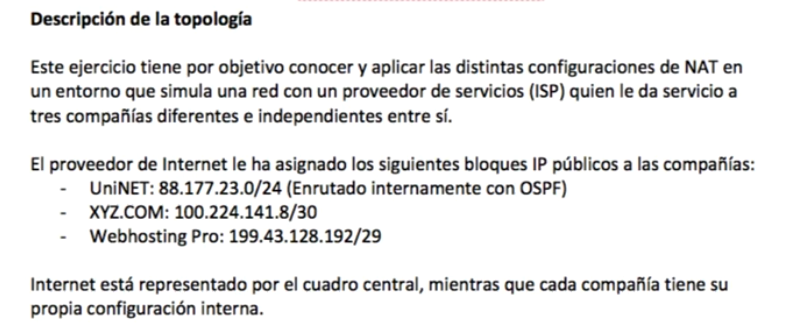 Descripción de la topología
Este ejercicio tiene por objetivo conocer y aplicar las distintas configuraciones de NAT en
un entorno que simula una red con un proveedor de servicios (ISP) quien le da servicio a
tres compañías diferentes e independientes entre sí.
El proveedor de Internet le ha asignado los siguientes bloques IP públicos a las compañías:
- UniNET: 88.177.23.0/24 (Enrutado internamente con OSPF)
- XYZ.COM: 100.224.141.8/30
- Webhosting Pro: 199.43.128.192/29
Internet está representado por el cuadro central, mientras que cada compañía tiene su
propia configuración interna.